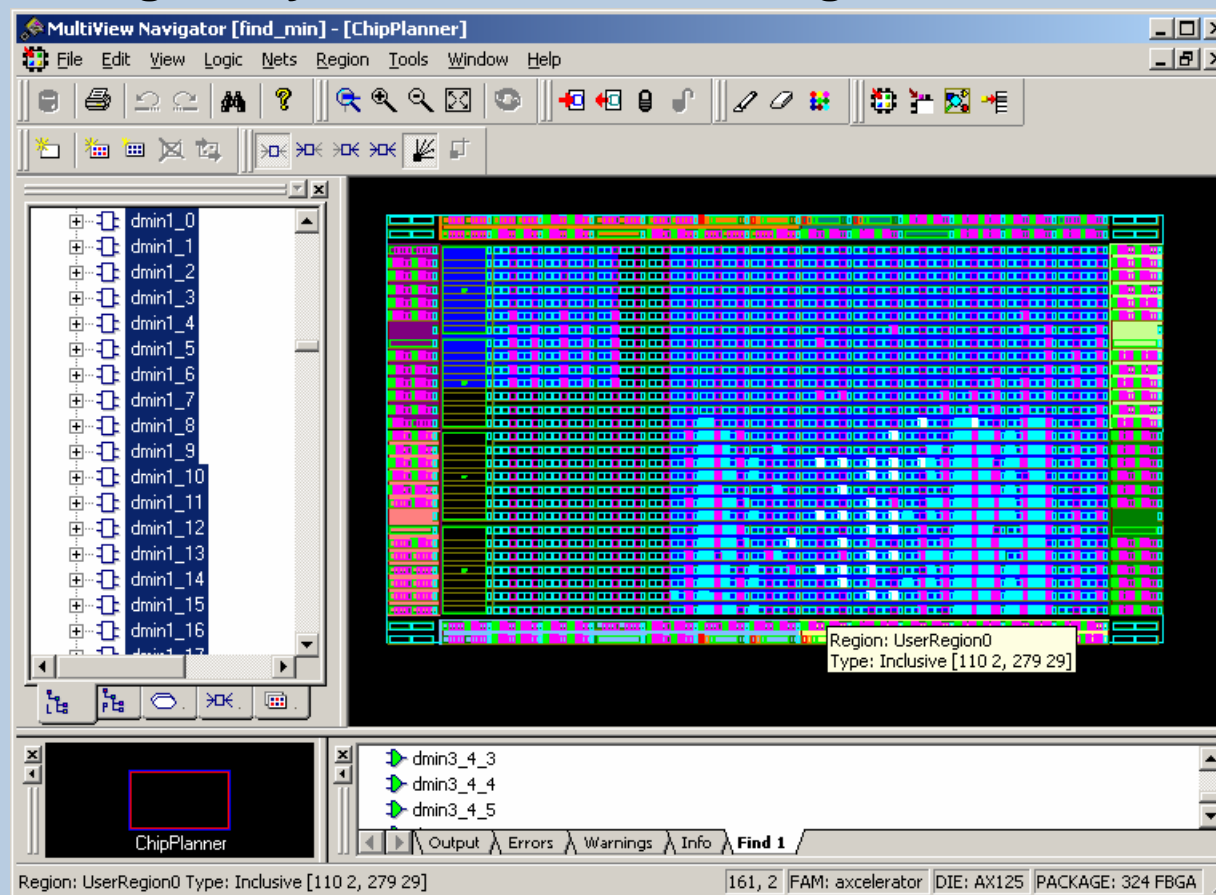 MultiView Navigator [find_min] - [ChipPlanner]
File Edit View Logic Nets Region Tools Window Help
dmin1_0
dmin1_1
dmin1_2
dmin1_3
dmin1_4
dmin1_5
dmin1_6
dmin1_7
dmin1_8
dmin1_9
dmin1_10
dmin1_11
dmin1_12
dmin1_13
dmin1_14
dmin1_15
dmin1_16
Region: UserRegion0
Type: Inclusive [110 2, 279 29]
dmin3_4_3
dmin3_4_4
dmin3_4_5
ChipPlanner
Output Errors Warnings Info Find 1
Region: UserRegion0 Type: Inclusive [110 2, 279 29] 161, 2 FAM: axcelerator DIE: AX125 PACKAGE: 324 FBGA